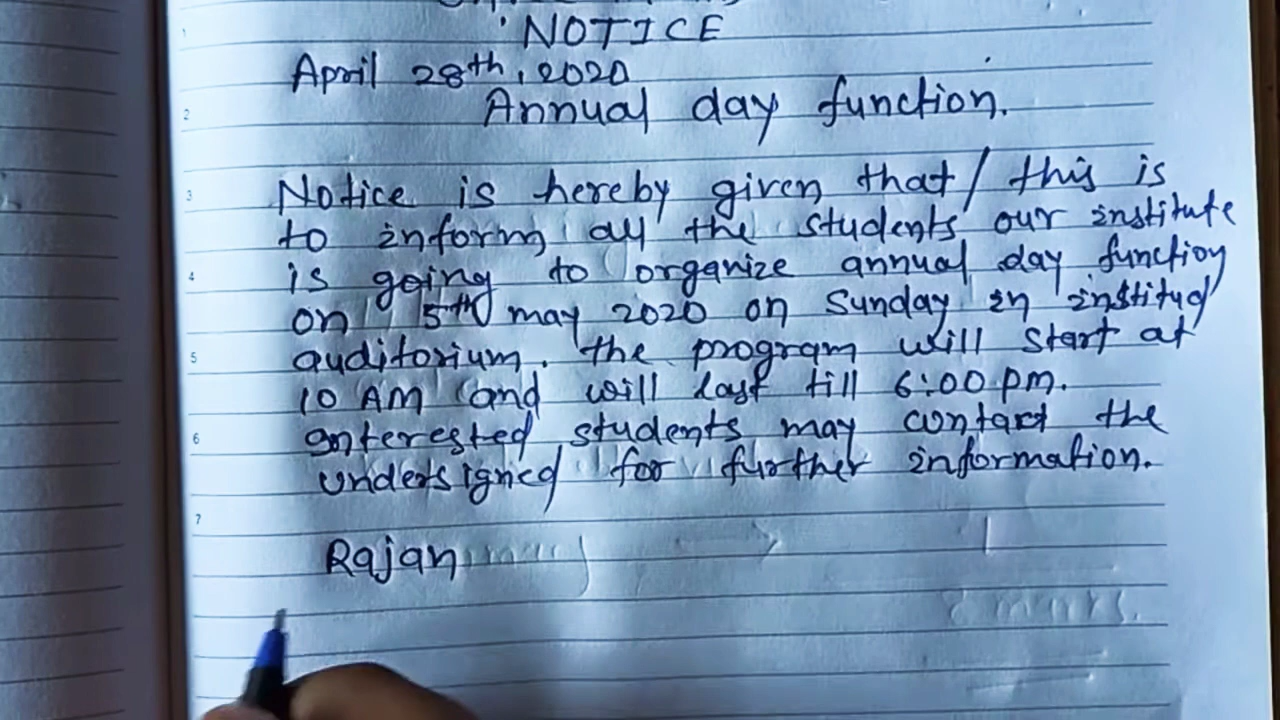 NOTICE
April 28th, 2020
Annual day function.
Notice is hereby given that / this is
to inform all the students our institute
is going to organize annual day function
on 5th may 2020 on Sunday in
auditorium. the program will start at
10 AM and will last till 6:00 pm.
interested students may contact the
undersigned for further information.
Rajan